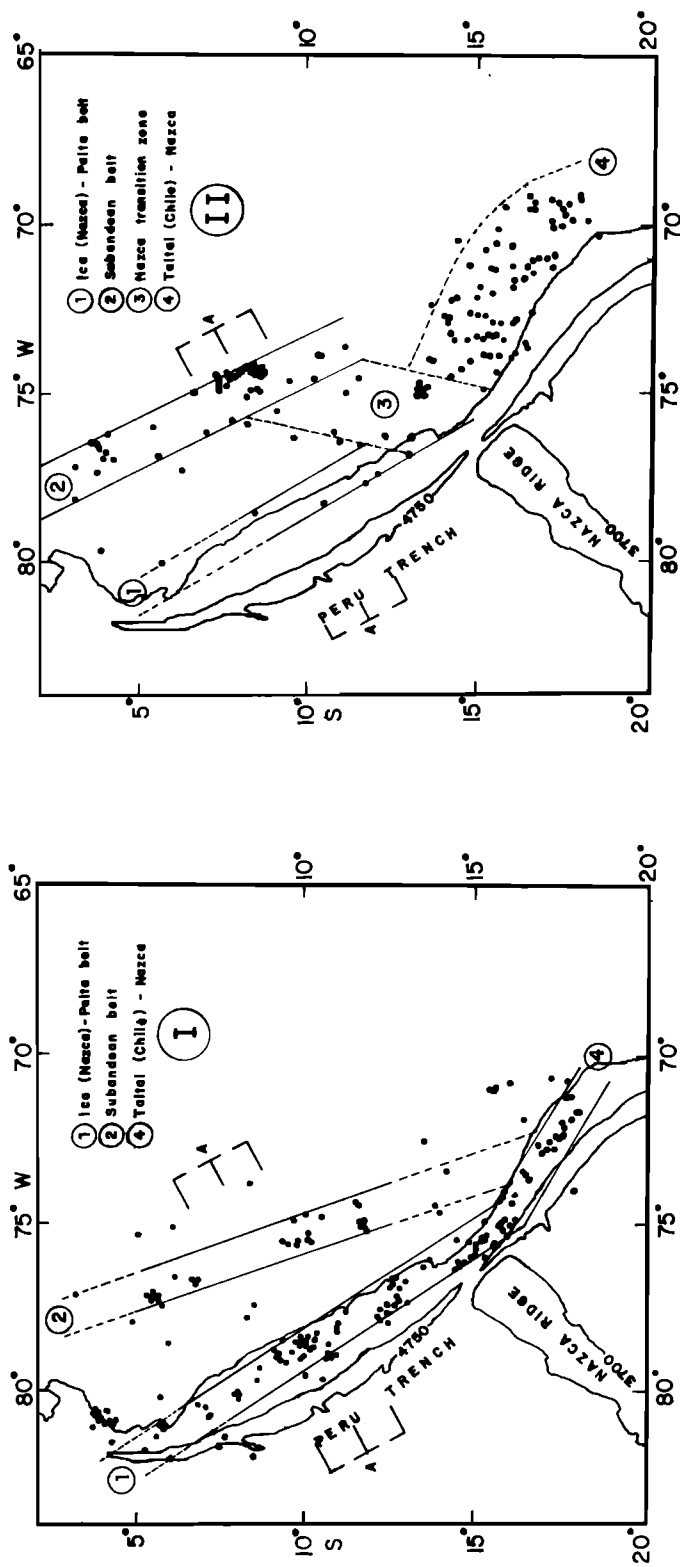 80°
75°
W
70°
65°
① Ica (Nazca)-Paita belt
② Subandean belt
④ Taltal (Chile) - Nazca
I
②
①
A
5°
10°
S
10°
PERU
TRENCH
A
4750
④
15°
15°
NAZCA RIDGE
3700
20°
20°
80°
75°
70°
80°
75°
W
70°
65°
① Ica (Nazca)-Paita belt
② Subandean belt
③ Nazca transition zone
④ Taltal (Chile) - Nazca
II
②
①
A
5°
10°
S
10°
③
PERU
TRENCH
A
4750
④
15°
15°
NAZCA RIDGE
3700
20°
20°
80°
75°
70°